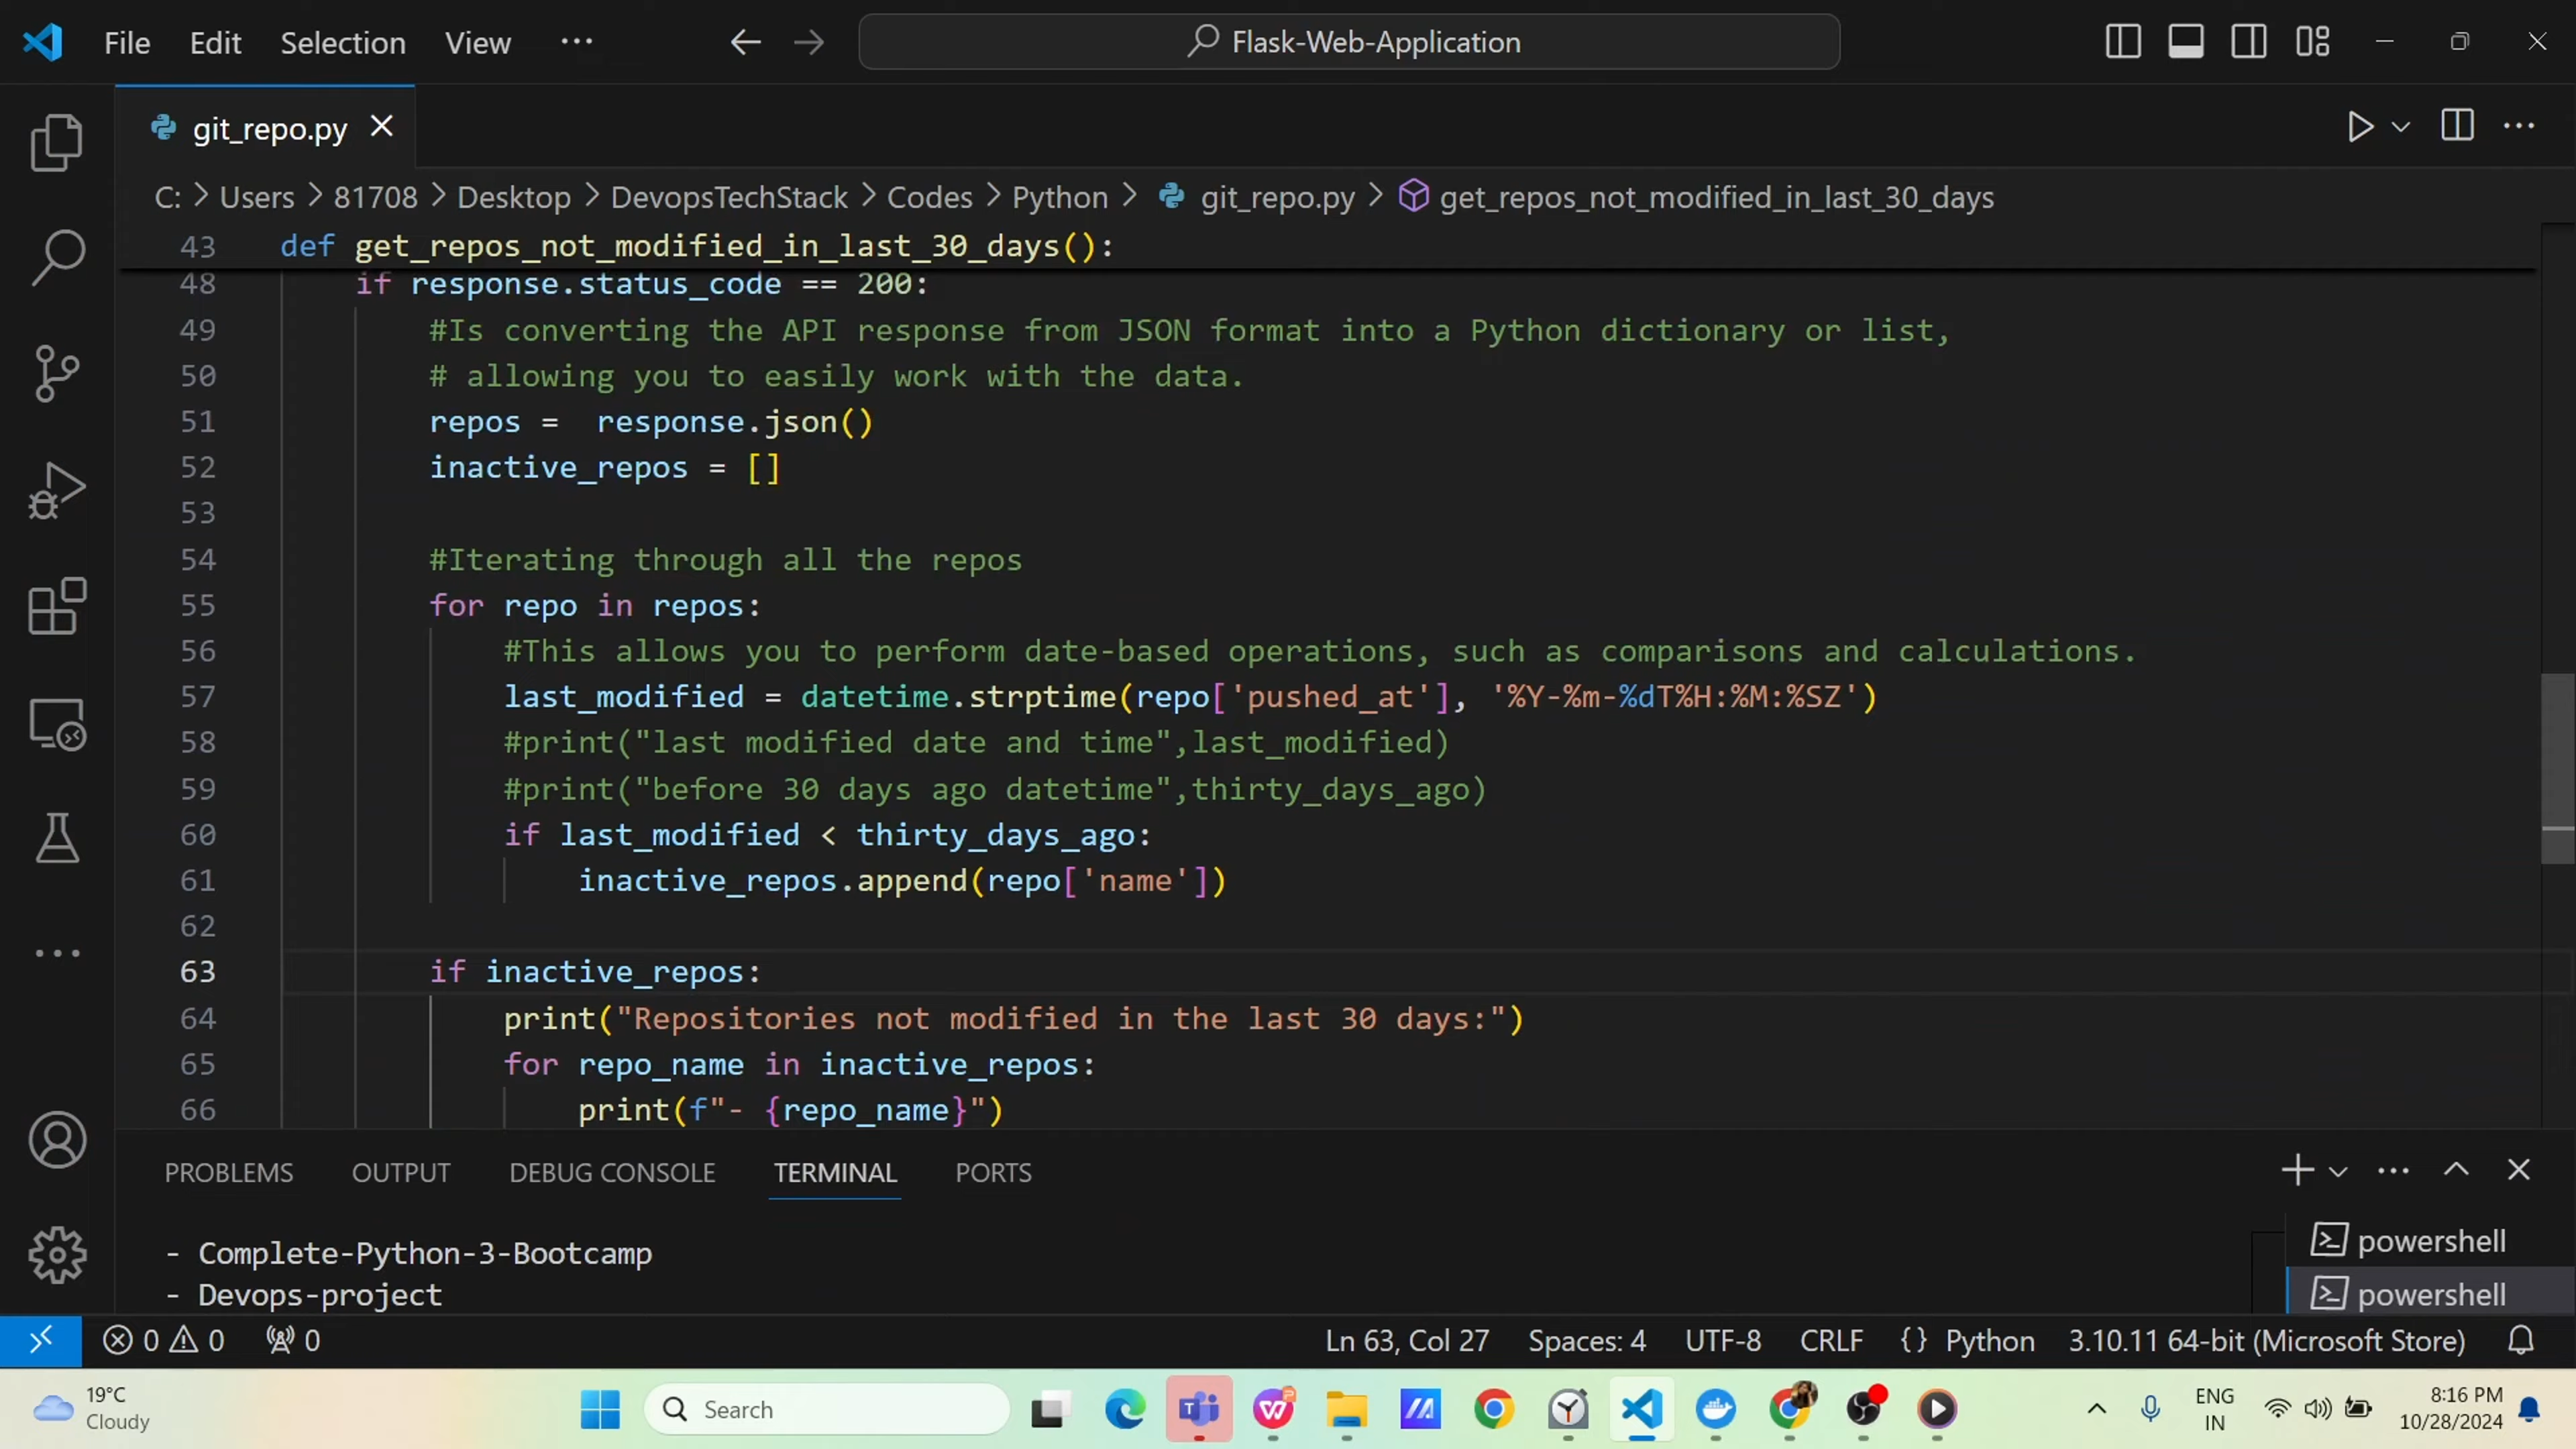 File Edit Selection View ... Flask-Web-Application
git_repo.py
C: > Users > 81708 > Desktop > DevopsTechStack > Codes > Python > git_repo.py > get_repos_not_modified_in_last_30_days
43 def get_repos_not_modified_in_last_30_days():
48 if response.status_code == 200:
49 #Is converting the API response from JSON format into a Python dictionary or list,
50 # allowing you to easily work with the data.
51 repos =  response.json()
52 inactive_repos = []
53
54 #Iterating through all the repos
55 for repo in repos:
56 #This allows you to perform date-based operations, such as comparisons and calculations.
57 last_modified = datetime.strptime(repo['pushed_at'], '%Y-%m-%dT%H:%M:%SZ')
58 #print("last modified date and time",last_modified)
59 #print("before 30 days ago datetime",thirty_days_ago)
60 if last_modified < thirty_days_ago:
61 inactive_repos.append(repo['name'])
62
63 if inactive_repos:
64 print("Repositories not modified in the last 30 days:")
65 for repo_name in inactive_repos:
66 print(f"- {repo_name}")
PROBLEMS OUTPUT DEBUG CONSOLE TERMINAL PORTS
- Complete-Python-3-Bootcamp
- Devops-project
powershell
powershell
0 0 0 Ln 63, Col 27 Spaces: 4 UTF-8 CRLF {} Python 3.10.11 64-bit (Microsoft Store)
19°C
Cloudy
Search
ENG
IN
8:16 PM
10/28/2024